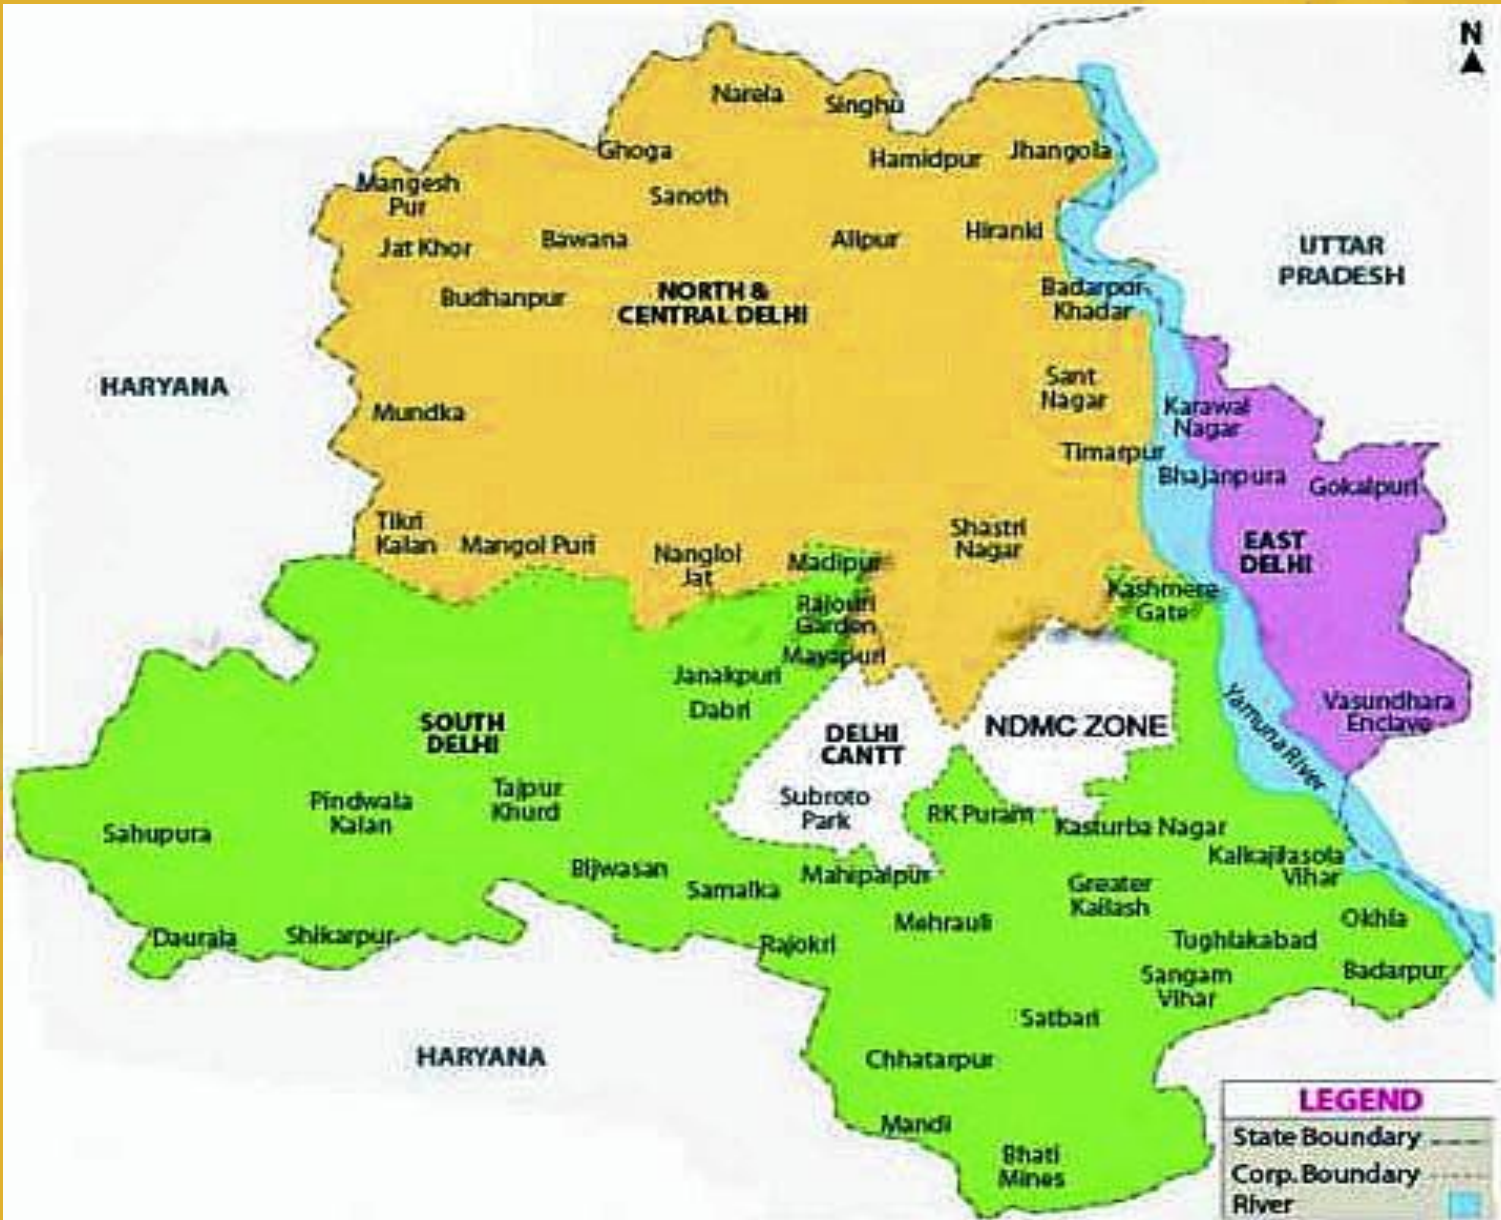 N
Narela
Singhu
Ghoga
Hamidpur
Jhangola
Mangesh
Pur
Sanoth
Jat Khor
Bawana
Alipur
Hiranki
UTTAR
PRADESH
Budhanpur
NORTH &
CENTRAL DELHI
Badarpur
Khadar
HARYANA
Mundka
Sant
Nagar
Karawal
Nagar
Timarpur
Bhajanpura
Gokalpuri
Tikri
Kalan
Mangol Puri
Nangloi
Jat
Madipur
Shastri
Nagar
EAST
DELHI
Kashmere
Gate
Rajouri
Garden
Mayapuri
Janakpuri
Dabri
SOUTH
DELHI
DELHI
CANTT
NDMC ZONE
Yamuna River
Vasundhara
Enclave
Pindwala
Kalan
Tajpur
Khurd
Subroto
Park
RK Puram
Kasturba Nagar
Sahupura
Bijwasan
Samalka
Mahipalpur
Kalkajilasola
Vihar
Greater
Kailash
Daurala
Shikarpur
Rajokri
Mehrauli
Tughlakabad
Okhla
Sangam
Vihar
Badarpur
Satbari
HARYANA
Chhatarpur
Mandi
Bhati
Mines
LEGEND
State Boundary
Corp. Boundary
River